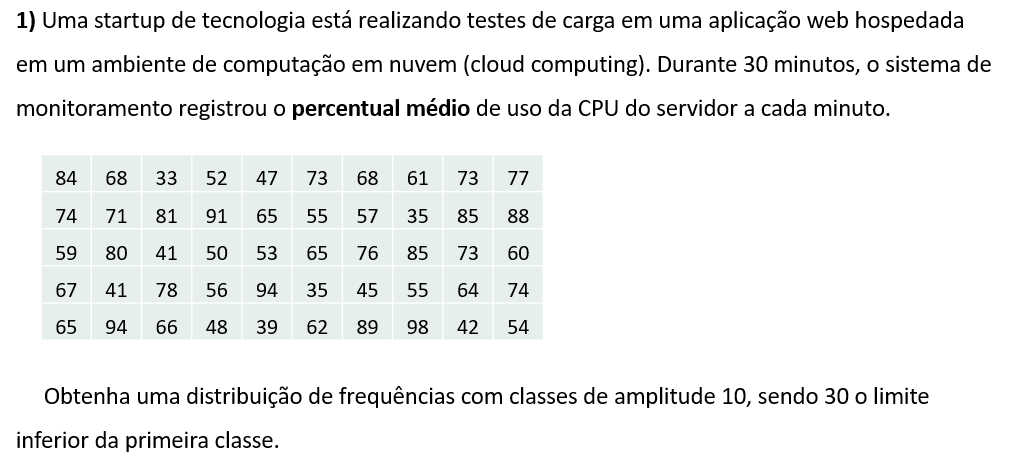 1) Uma startup de tecnologia está realizando testes de carga em uma aplicação web hospedada
em um ambiente de computação em nuvem (cloud computing). Durante 30 minutos, o sistema de
monitoramento registrou o percentual médio de uso da CPU do servidor a cada minuto.
84 68 33 52 47 73 68 61 73 77
74 71 81 91 65 55 57 35 85 88
59 80 41 50 53 65 76 85 73 60
67 41 78 56 94 35 45 55 64 74
65 94 66 48 39 62 89 98 42 54
Obtenha uma distribuição de frequências com classes de amplitude 10, sendo 30 o limite
inferior da primeira classe.